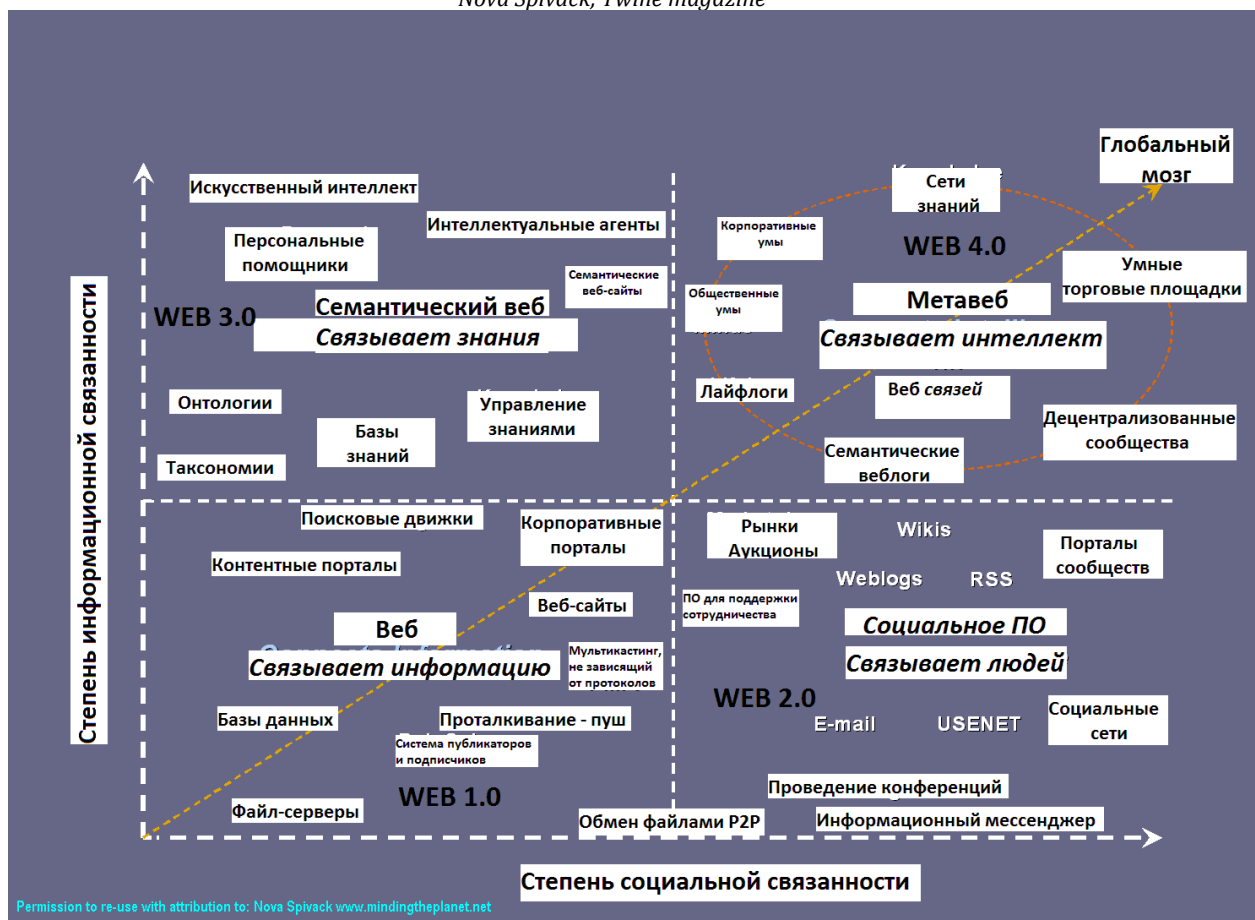 Nova Spivack, Twine magazine
Глобальный
мозг
Искусственный интеллект
Сети
знаний
Интеллектуальные агенты
Корпоративные
умы
Персональные
помощники
WEB 4.0
Умные
торговые площадки
Семантические
веб-сайты
Общественные
умы
Метавеб
WEB 3.0
Семантический веб
Связывает знания
Связывает интеллект
Степень информационной связанности
Лайфлоги
Веб связей
Онтологии
Управление
знаниями
Децентрализованные
сообщества
Базы
знаний
Таксономии
Семантические
веблоги
Поисковые движки
Корпоративные
порталы
Рынки
Аукционы
Wikis
Порталы
сообществ
Контентные порталы
Weblogs
RSS
Веб-сайты
ПО для поддержки
сотрудничества
Веб
Социальное ПО
Связывает информацию
Мультикастинг,
не зависящий
от протоколов
Связывает людей
WEB 2.0
Базы данных
Проталкивание - пуш
E-mail
USENET
Социальные
сети
Система публикаторов
и подписчиков
WEB 1.0
Проведение конференций
Файл-серверы
Обмен файлами P2P
Информационный мессенджер
Степень социальной связанности
Permission to re-use with attribution to: Nova Spivack www.mindingtheplanet.net